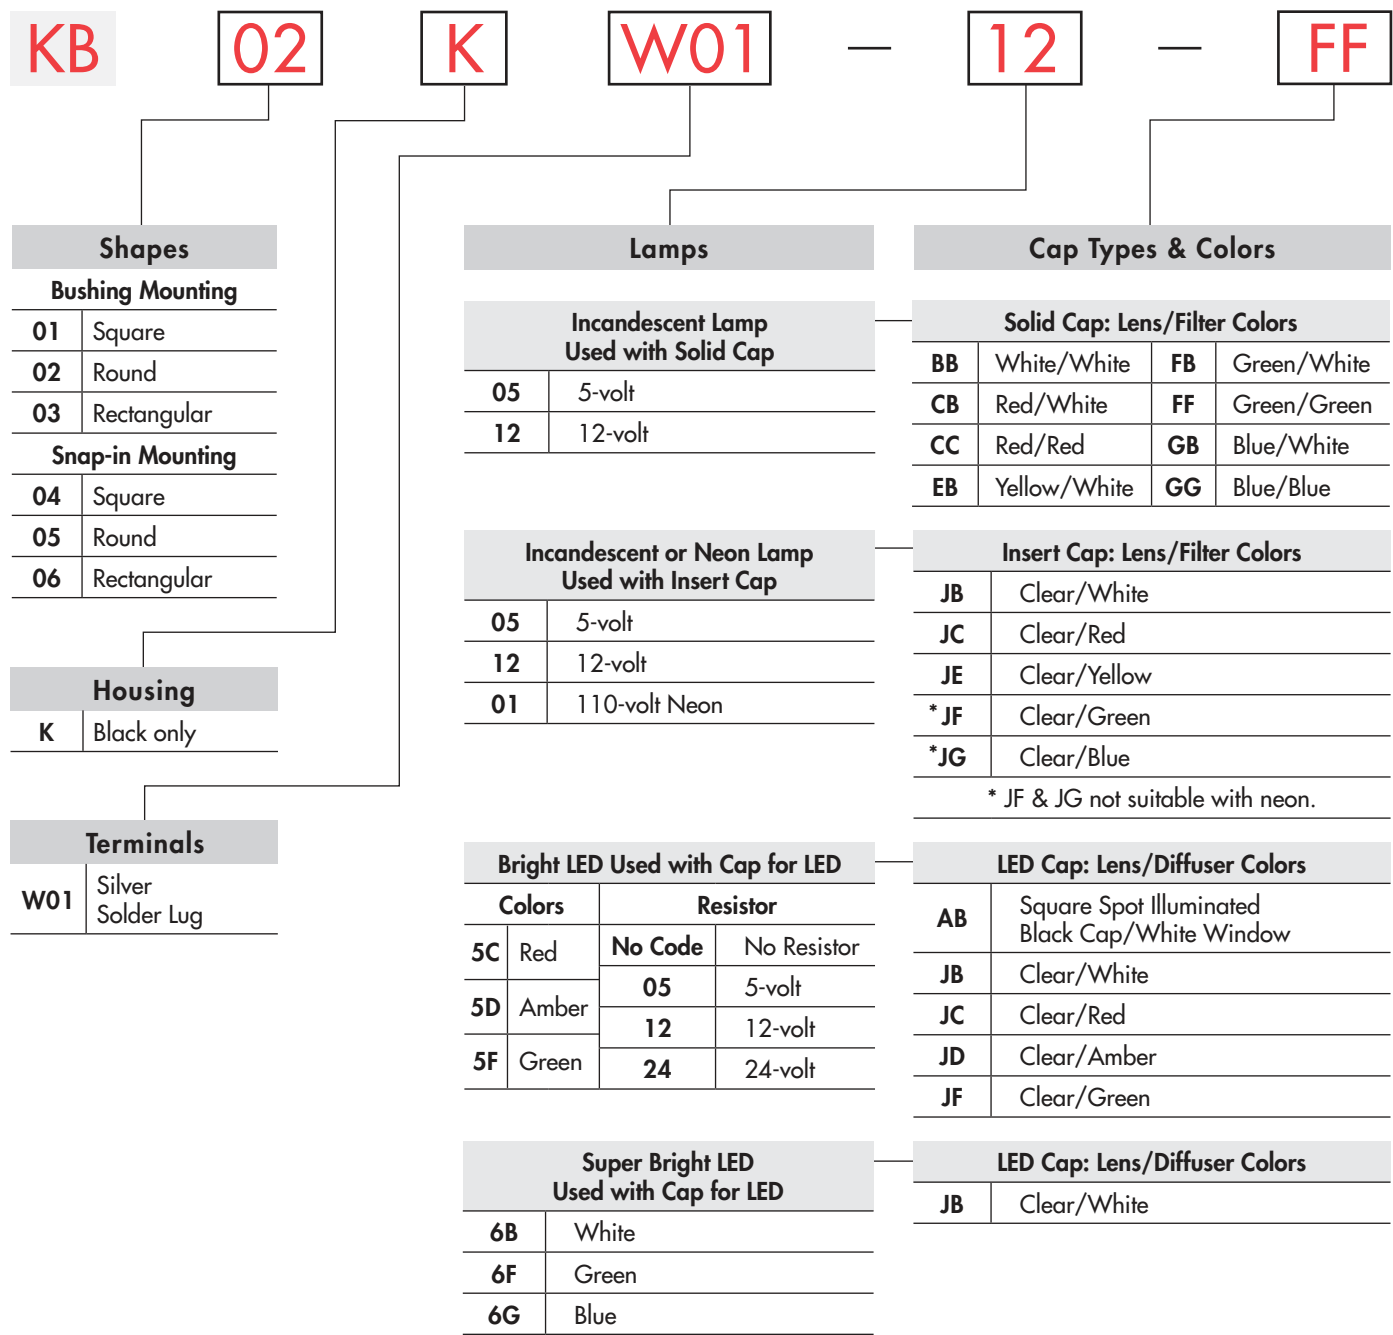 KB 02 K W01 — 12 — FF
Shapes
Bushing Mounting
01 Square
02 Round
03 Rectangular
Snap-in Mounting
04 Square
05 Round
06 Rectangular
Housing
K Black only
Terminals
W01 Silver
Solder Lug
Lamps
Incandescent Lamp
Used with Solid Cap
05 5-volt
12 12-volt
Incandescent or Neon Lamp
Used with Insert Cap
05 5-volt
12 12-volt
01 110-volt Neon
Bright LED Used with Cap for LED
Colors Resistor
5C Red
5D Amber
5F Green
No Code No Resistor
05 5-volt
12 12-volt
24 24-volt
Super Bright LED
Used with Cap for LED
6B White
6F Green
6G Blue
Cap Types & Colors
Solid Cap: Lens/Filter Colors
BB White/White FB Green/White
CB Red/White FF Green/Green
CC Red/Red GB Blue/White
EB Yellow/White GG Blue/Blue
Insert Cap: Lens/Filter Colors
JB Clear/White
JC Clear/Red
JE Clear/Yellow
* JF Clear/Green
* JG Clear/Blue
* JF & JG not suitable with neon.
LED Cap: Lens/Diffuser Colors
AB Square Spot Illuminated
Black Cap/White Window
JB Clear/White
JC Clear/Red
JD Clear/Amber
JF Clear/Green
LED Cap: Lens/Diffuser Colors
JB Clear/White